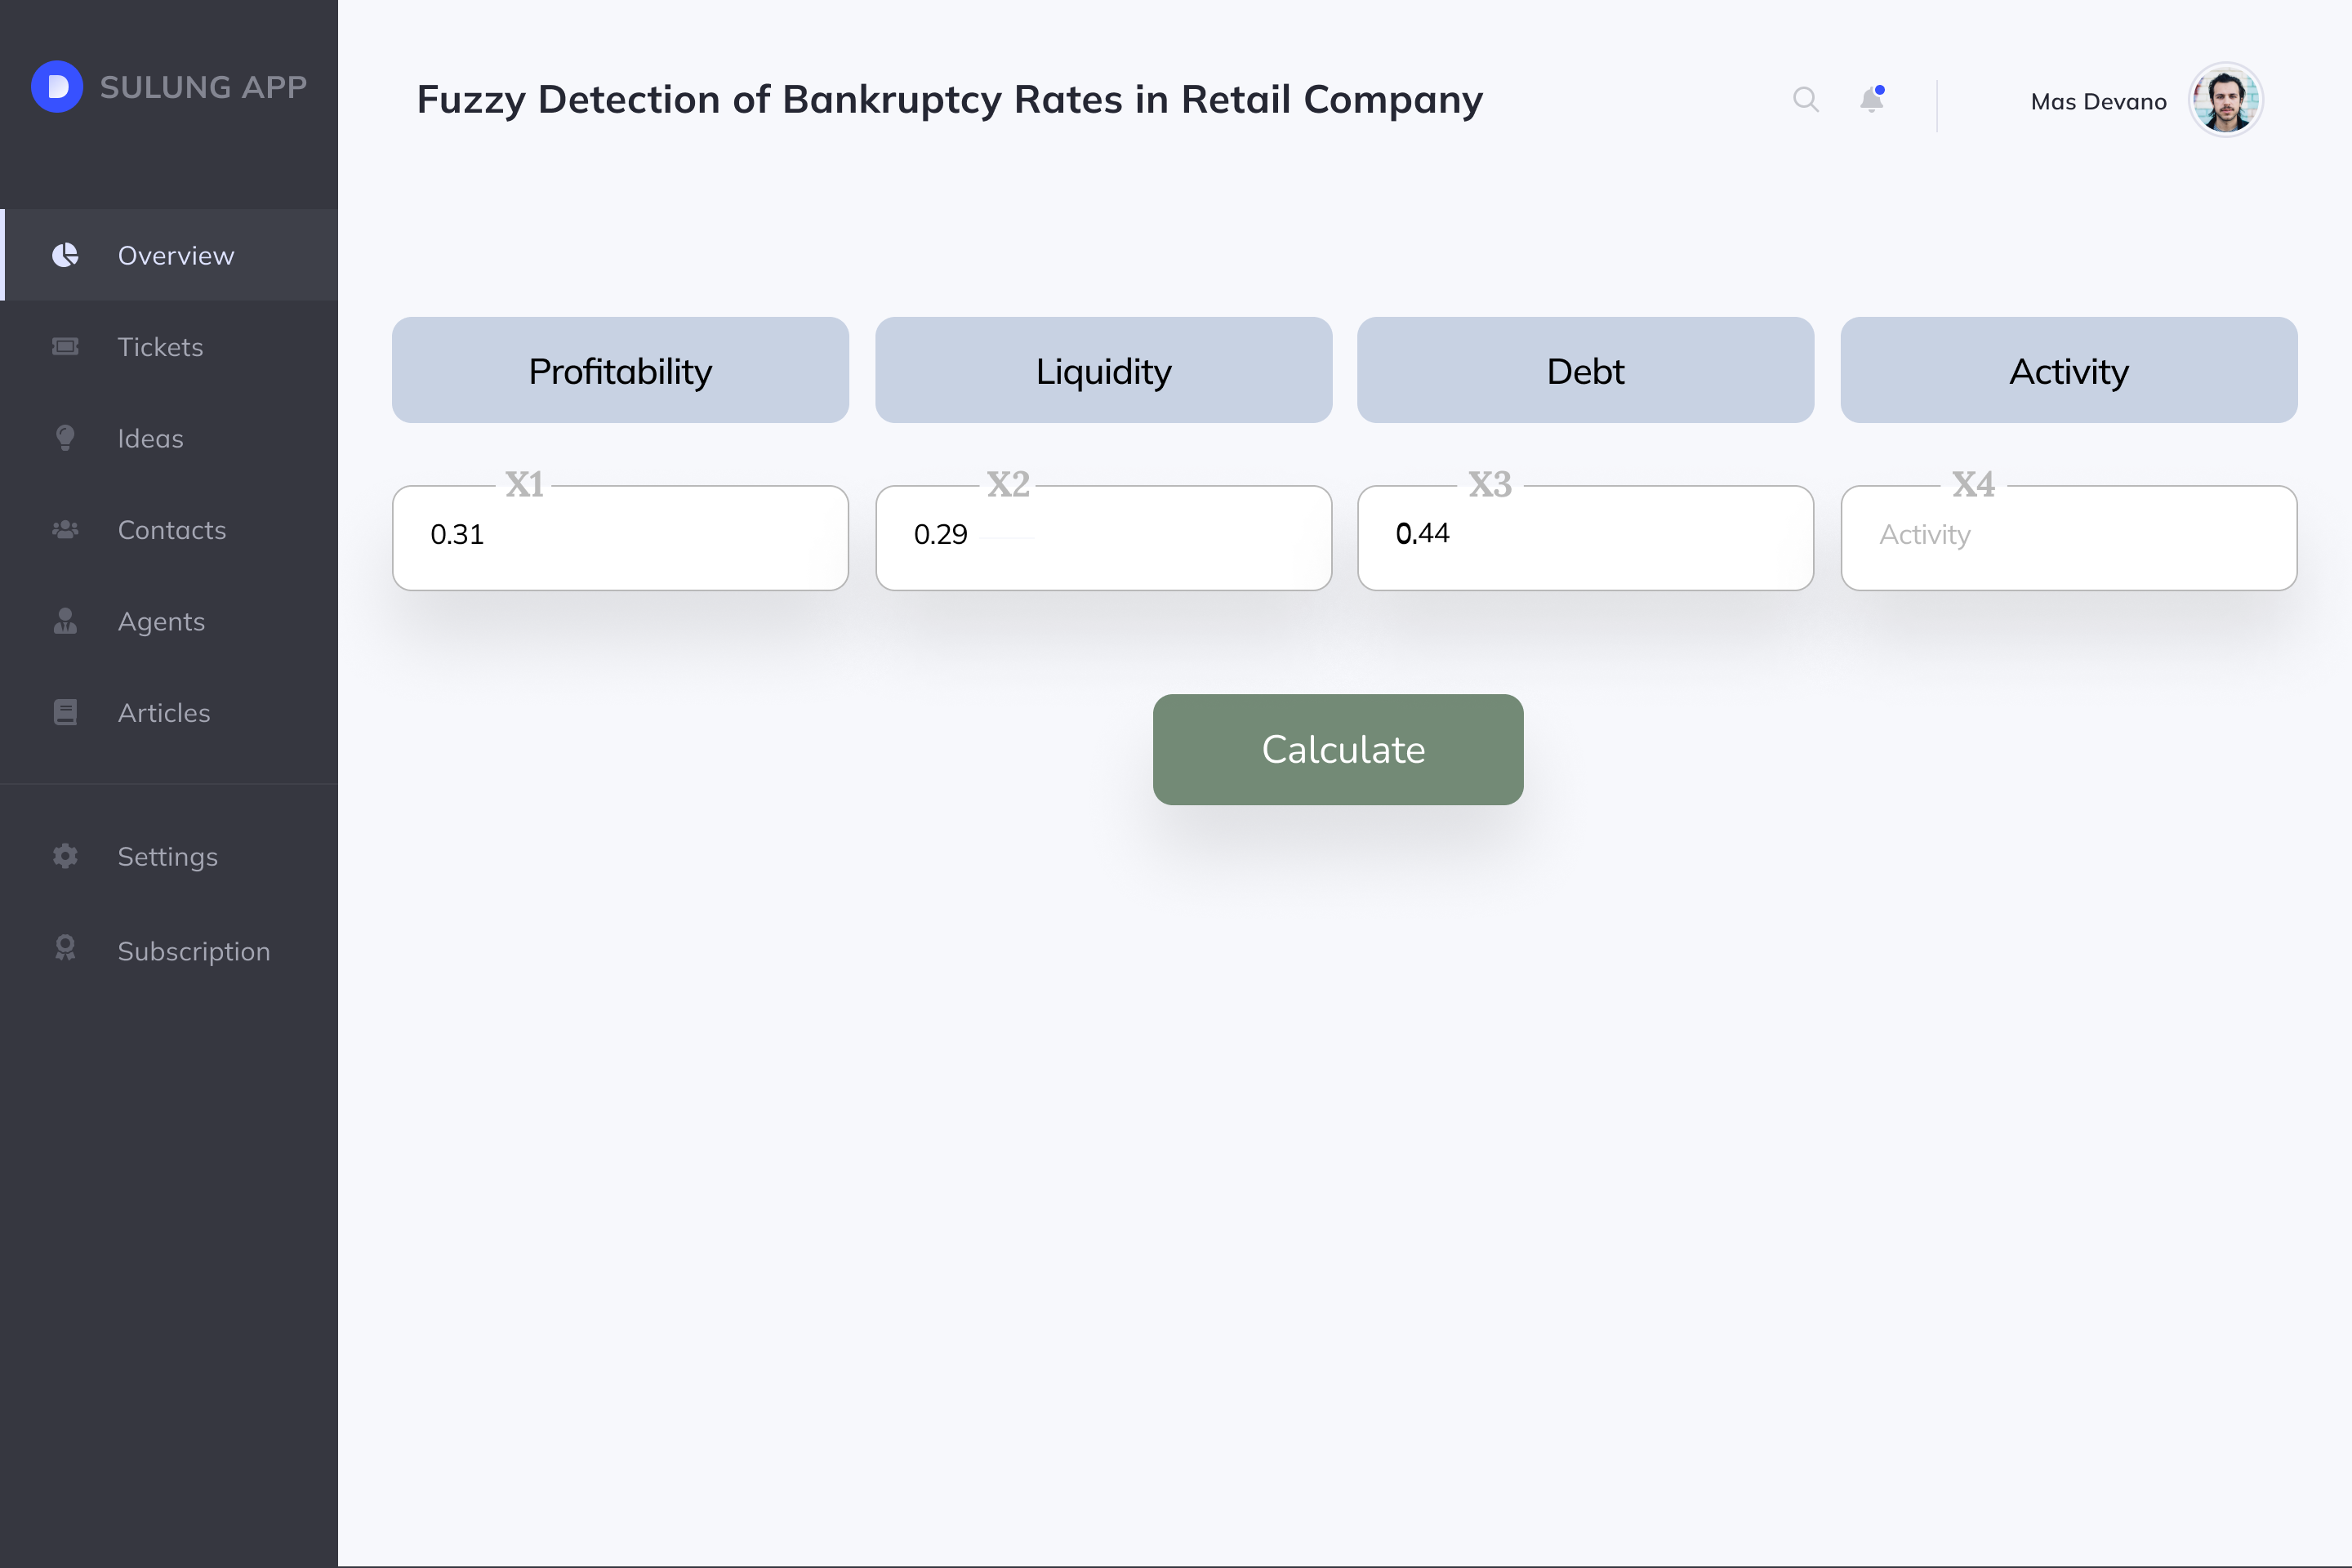 SULUNG APP
Fuzzy Detection of Bankruptcy Rates in Retail Company
Mas Devano
Overview
Tickets
Ideas
Contacts
Agents
Articles
Settings
Subscription
Profitability
Liquidity
Debt
Activity
X1
X2
X3
X4
0.31
0.29
0.44
Activity
Calculate